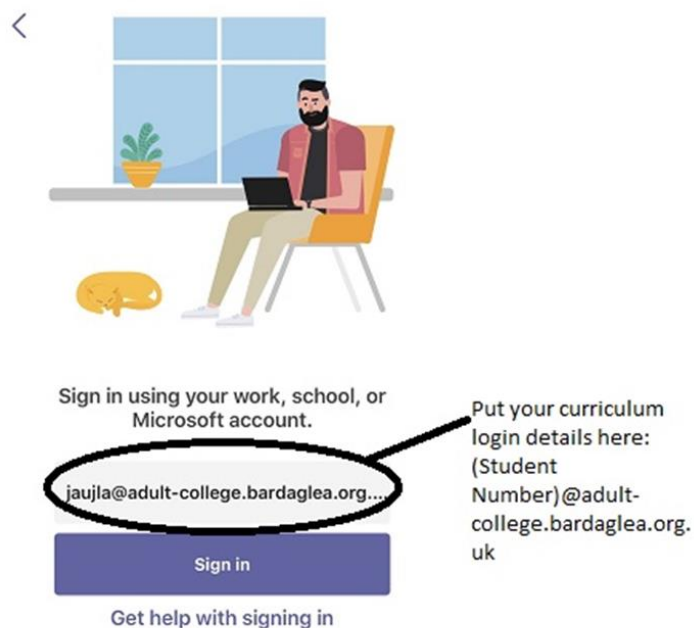 Sign in using your work, school, or
Microsoft account.
jaujla@adult-college.bardaglea.org....
Sign in
Get help with signing in
Put your curriculum
login details here:
(Student
Number)@adult-
college.bardaglea.org.
uk